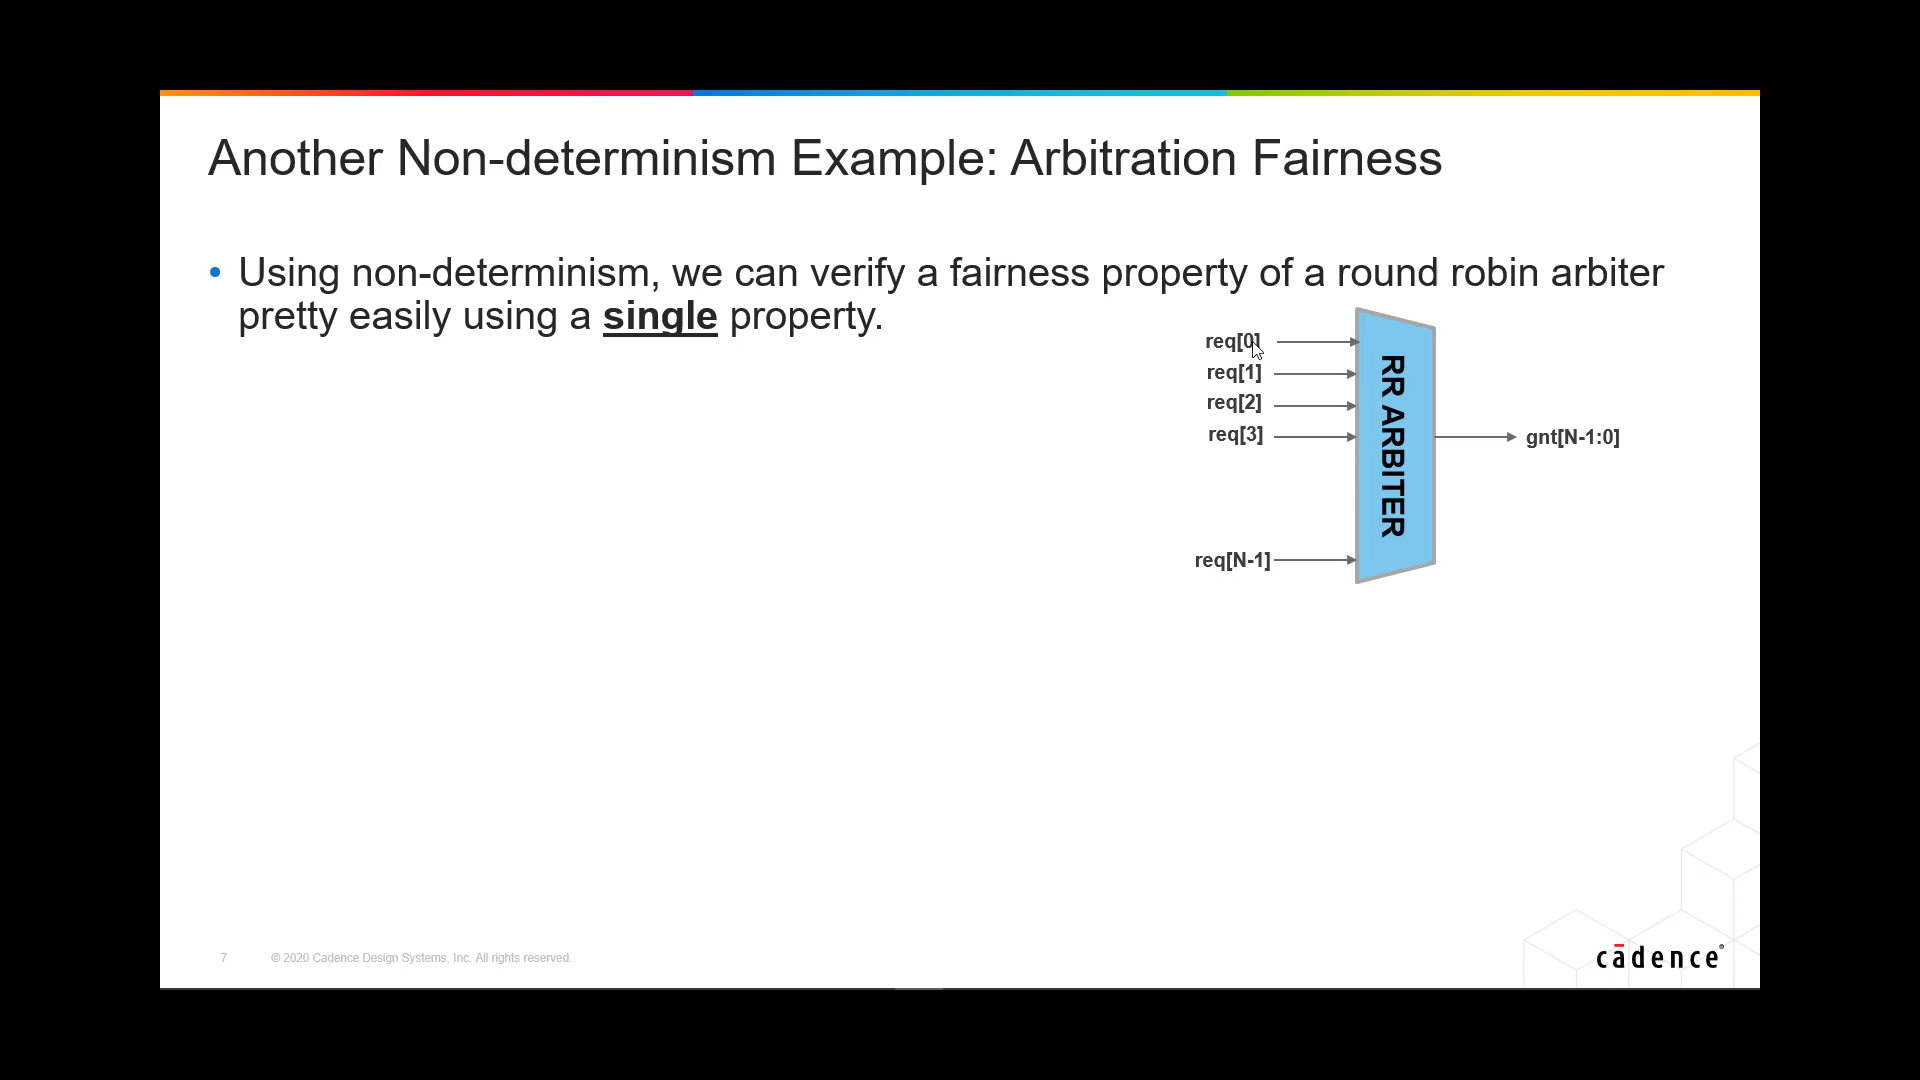 Another Non-determinism Example: Arbitration Fairness
• Using non-determinism, we can verify a fairness property of a round robin arbiter
pretty easily using a single property.
req[0]
req[1]
req[2]
req[3]
req[N-1]
RR ARBITER
gnt[N-1:0]
7 © 2020 Cadence Design Systems, Inc. All rights reserved.
cādence®